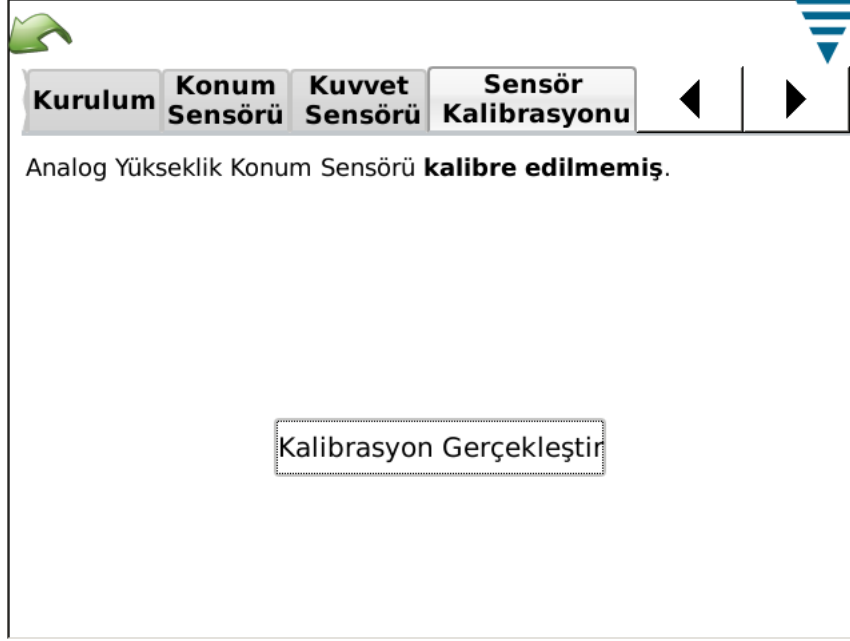 Kurulum
Konum Sensörü
Kuvvet Sensörü
Sensör Kalibrasyonu
Analog Yükseklik Konum Sensörü kalibre edilmemiş.
Kalibrasyon Gerçekleştir